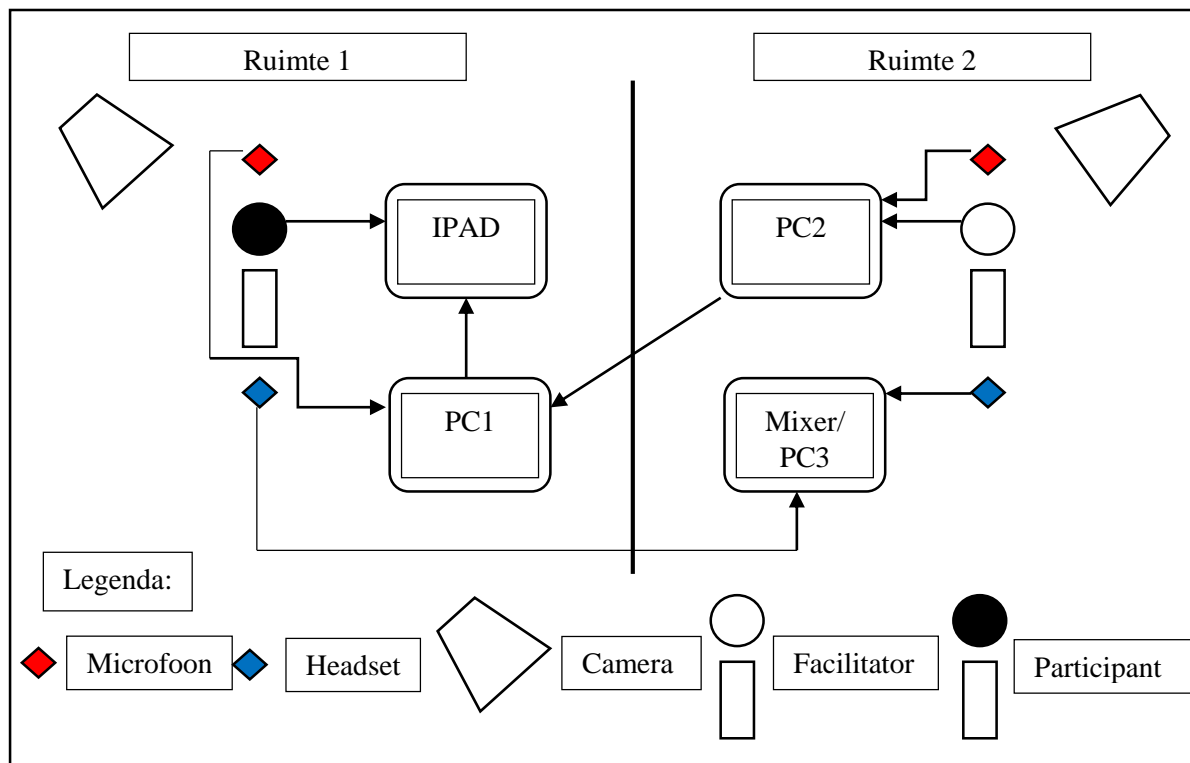 Ruimte 1
Ruimte 2
IPAD
PC2
PC1
Mixer/
PC3
Legenda:
Microfoon
Headset
Camera
Facilitator
Participant